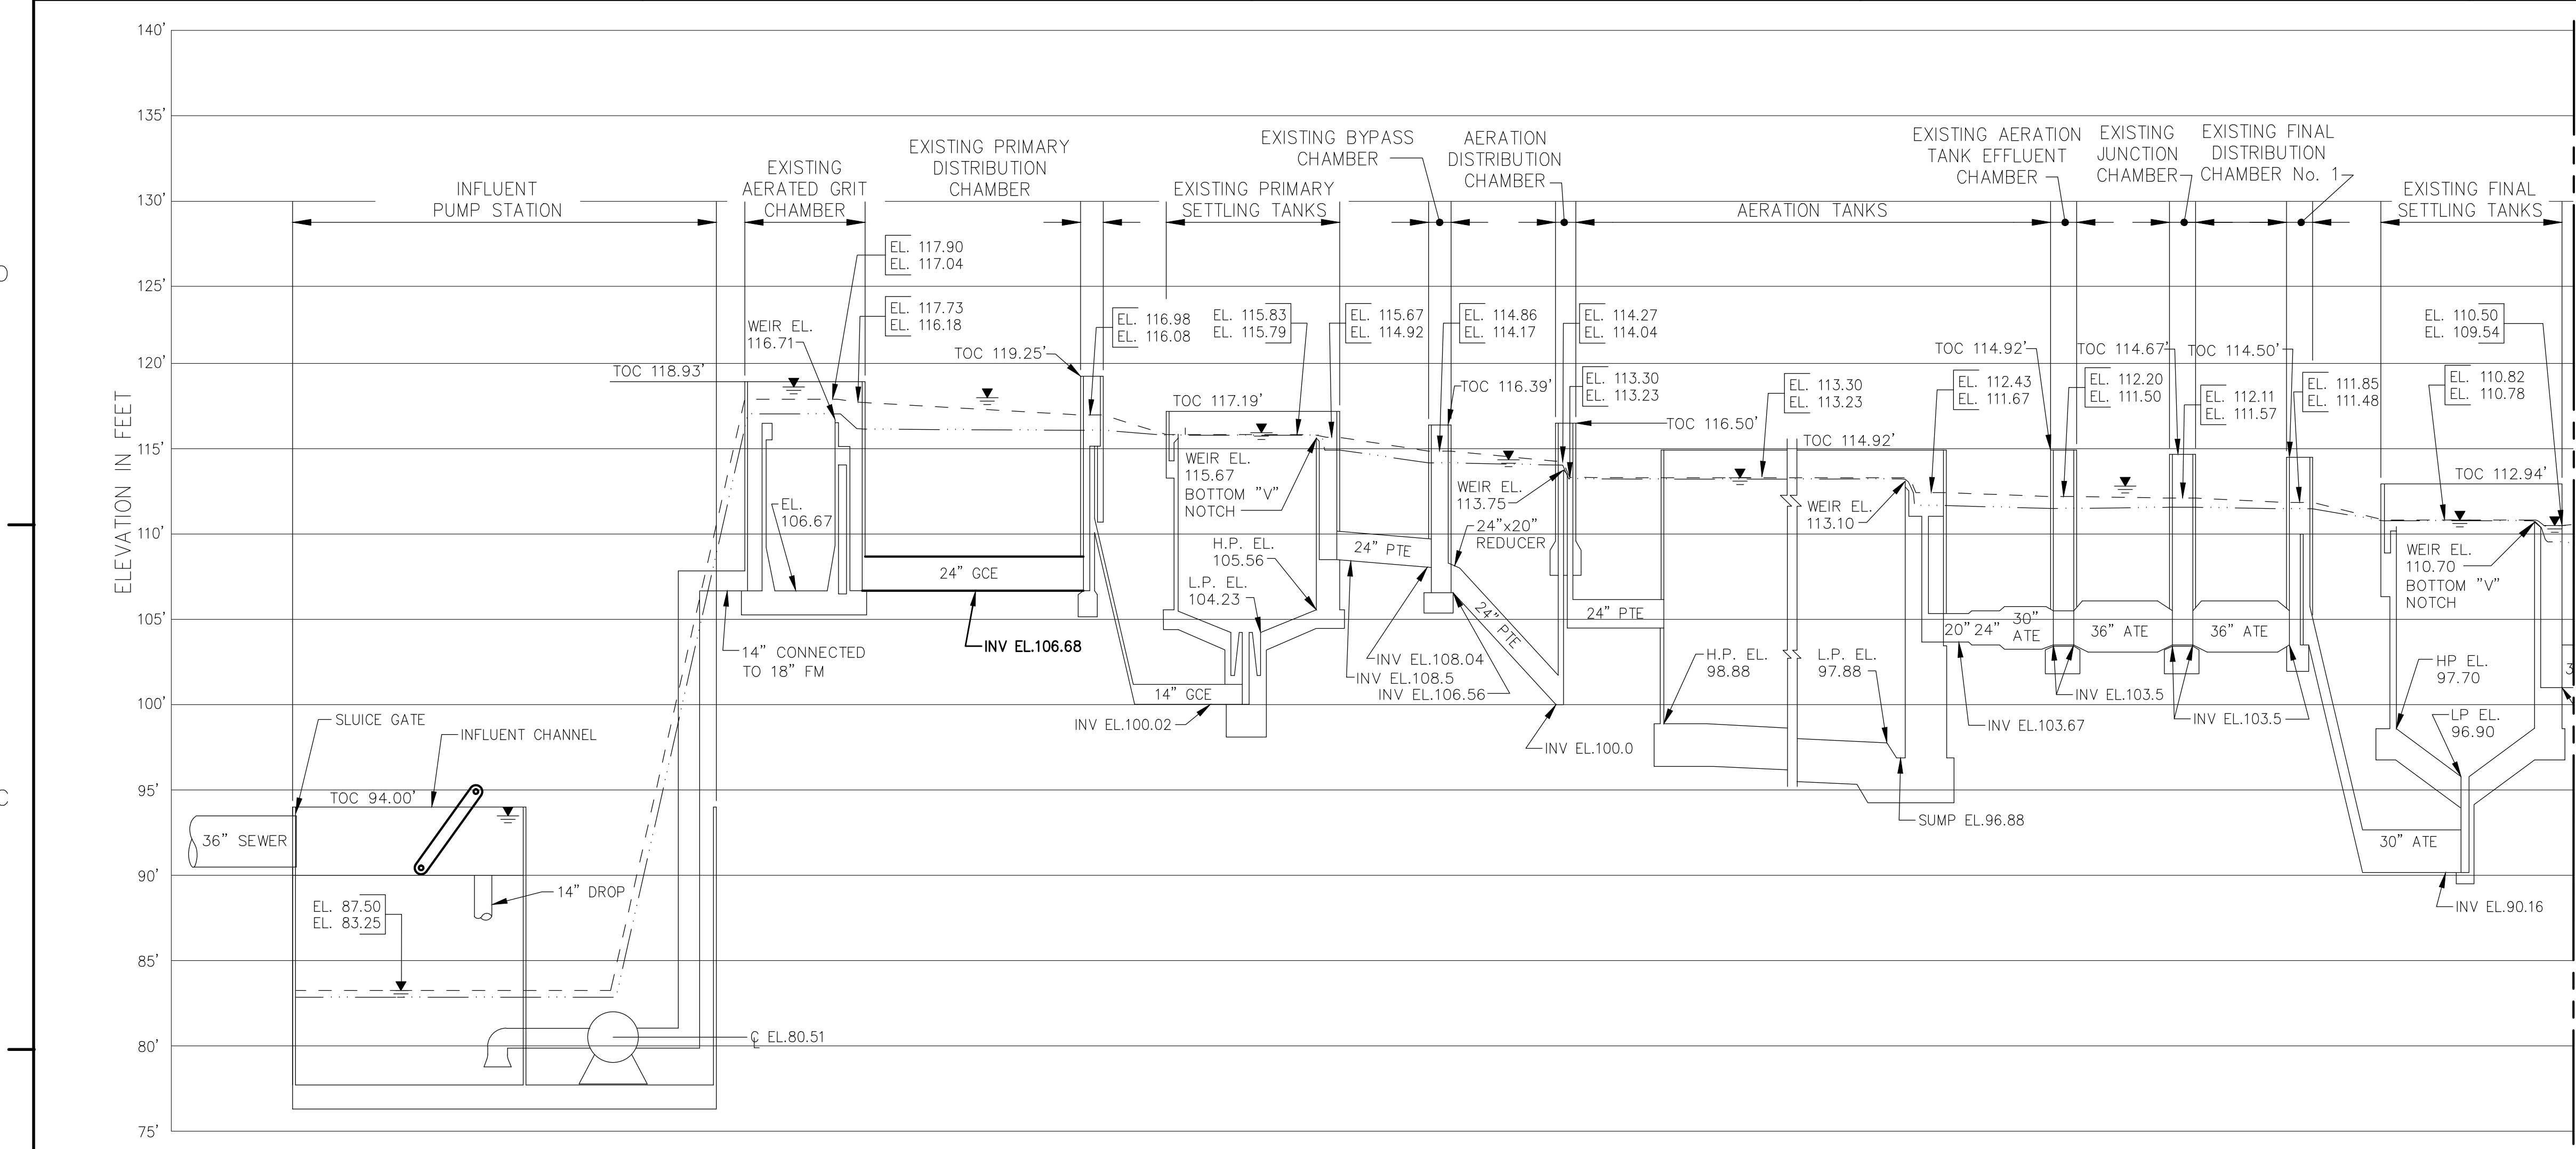 140'
135'
130'
125'
120'
115'
110'
105'
100'
95'
90'
85'
80'
75'
ELEVATION IN FEET
D
C
INFLUENT
PUMP STATION
EXISTING
AERATED GRIT
CHAMBER
EXISTING PRIMARY
DISTRIBUTION
CHAMBER
EXISTING PRIMARY
SETTLING TANKS
EXISTING BYPASS
CHAMBER
AERATION
DISTRIBUTION
CHAMBER
AERATION TANKS
EXISTING AERATION
TANK EFFLUENT
CHAMBER
EXISTING
JUNCTION
CHAMBER
EXISTING FINAL
DISTRIBUTION
CHAMBER No. 1
EXISTING FINAL
SETTLING TANKS
EL. 117.90
EL. 117.04
EL. 117.73
EL. 116.18
WEIR EL.
116.71
TOC 118.93'
TOC 119.25'
EL. 116.98
EL. 116.08
EL. 115.83
EL. 115.79
EL. 115.67
EL. 114.92
EL. 114.86
EL. 114.17
EL. 114.27
EL. 114.04
TOC 117.19'
TOC 116.39'
EL. 113.30
EL. 113.23
TOC 116.50'
EL. 113.30
EL. 113.23
TOC 114.92'
EL. 112.43
EL. 111.67
TOC 114.92'
EL. 112.20
EL. 111.50
TOC 114.67'
EL. 112.11
EL. 111.57
TOC 114.50'
EL. 111.85
EL. 111.48
EL. 110.50
EL. 109.54
EL. 110.82
EL. 110.78
TOC 112.94'
EL.
106.67
24" GCE
INV EL.106.68
14" CONNECTED
TO 18" FM
WEIR EL.
115.67
BOTTOM "V"
NOTCH
H.P. EL.
105.56
L.P. EL.
104.23
14" GCE
INV EL.100.02
24" PTE
INV EL.108.04
INV EL.108.5
INV EL.106.56
24"x20"
REDUCER
24" PTE
WEIR EL.
113.75
INV EL.100.0
24" PTE
H.P. EL.
98.88
L.P. EL.
97.88
WEIR EL.
113.10
SUMP EL.96.88
20"
24"
30"
ATE
36" ATE
36" ATE
INV EL.103.67
INV EL.103.5
INV EL.103.5
WEIR EL.
110.70
BOTTOM "V"
NOTCH
HP EL.
97.70
LP EL.
96.90
30" ATE
INV EL.90.16
SLUICE GATE
INFLUENT CHANNEL
TOC 94.00'
36" SEWER
14" DROP
EL. 87.50
EL. 83.25
℄ EL.80.51